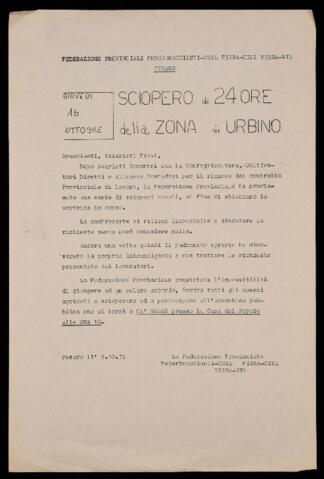 FEDERAZIONE PROVINCIALE FEDERBRACCIANTI-CGIL FISBA-CISL UISBA-UIL
PESARO
GIOVEDI
16
OTTOBRE
SCIOPERO di 24 ORE
della ZONA di URBINO
Braccianti, Salariati Fissi,
Dopo svariati incontri con la Confagricoltura, Coltiva-
tori Diretti e Alleanza Contadini per il rinnovo del contratto
Provinciale di Lavoro, la Federazione Provinciale ha procla-
mato una serie di scioperi zonali, al fine di sbloccare la
vertenza in corso.
La controparte si ritiene disponibile a discutere le
richieste senza però concedere nulla.
Ancora una volta quindi il padronato agrario ha dimo-
strato la propria intransigenza a non trattare le richieste
presentate dai lavoratori.
La Federazione Provinciale constatata l'impossibilità
di giungere ad un celere accordo, invita tutti gli operai
agricoli a scioperare ed a partecipare all'assemblea pub-
blica che si terrà a CA' GALLO presso la Casa del Popolo
alle ORE 10.
Pesaro li' 9.10.75
La Federazione Provinciale
Federbraccianti-CGIL FISBA-CISL
UISBA-UIL